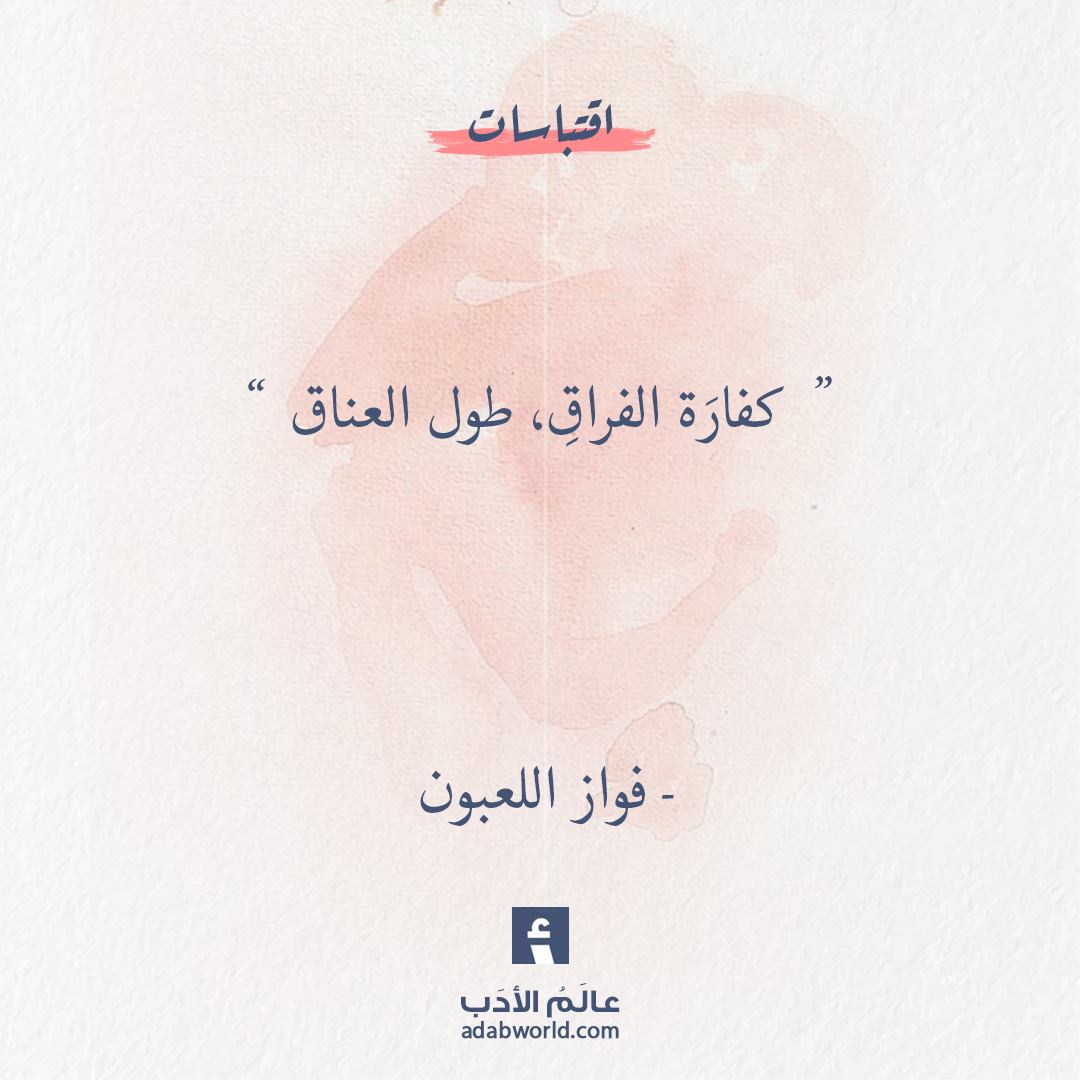 اقتباسات
” كفارَة الفراقِ، طول العناق “
- فواز اللعبون
أ
عالَمُ الأدَب
adabworld.com